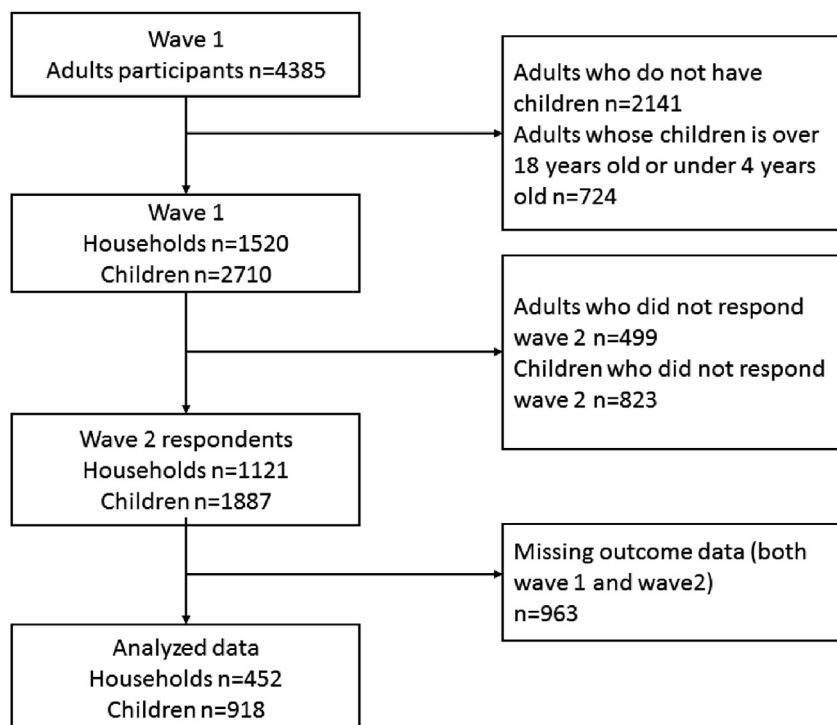 Wave 1
Adults participants n=4385
Adults who do not have
children n=2141
Adults whose children is over
18 years old or under 4 years
old n=724
Wave 1
Households n=1520
Children n=2710
Adults who did not respond
wave 2 n=499
Children who did not respond
wave 2 n=823
Wave 2 respondents
Households n=1121
Children n=1887
Missing outcome data (both
wave 1 and wave2)
n=963
Analyzed data
Households n=452
Children n=918